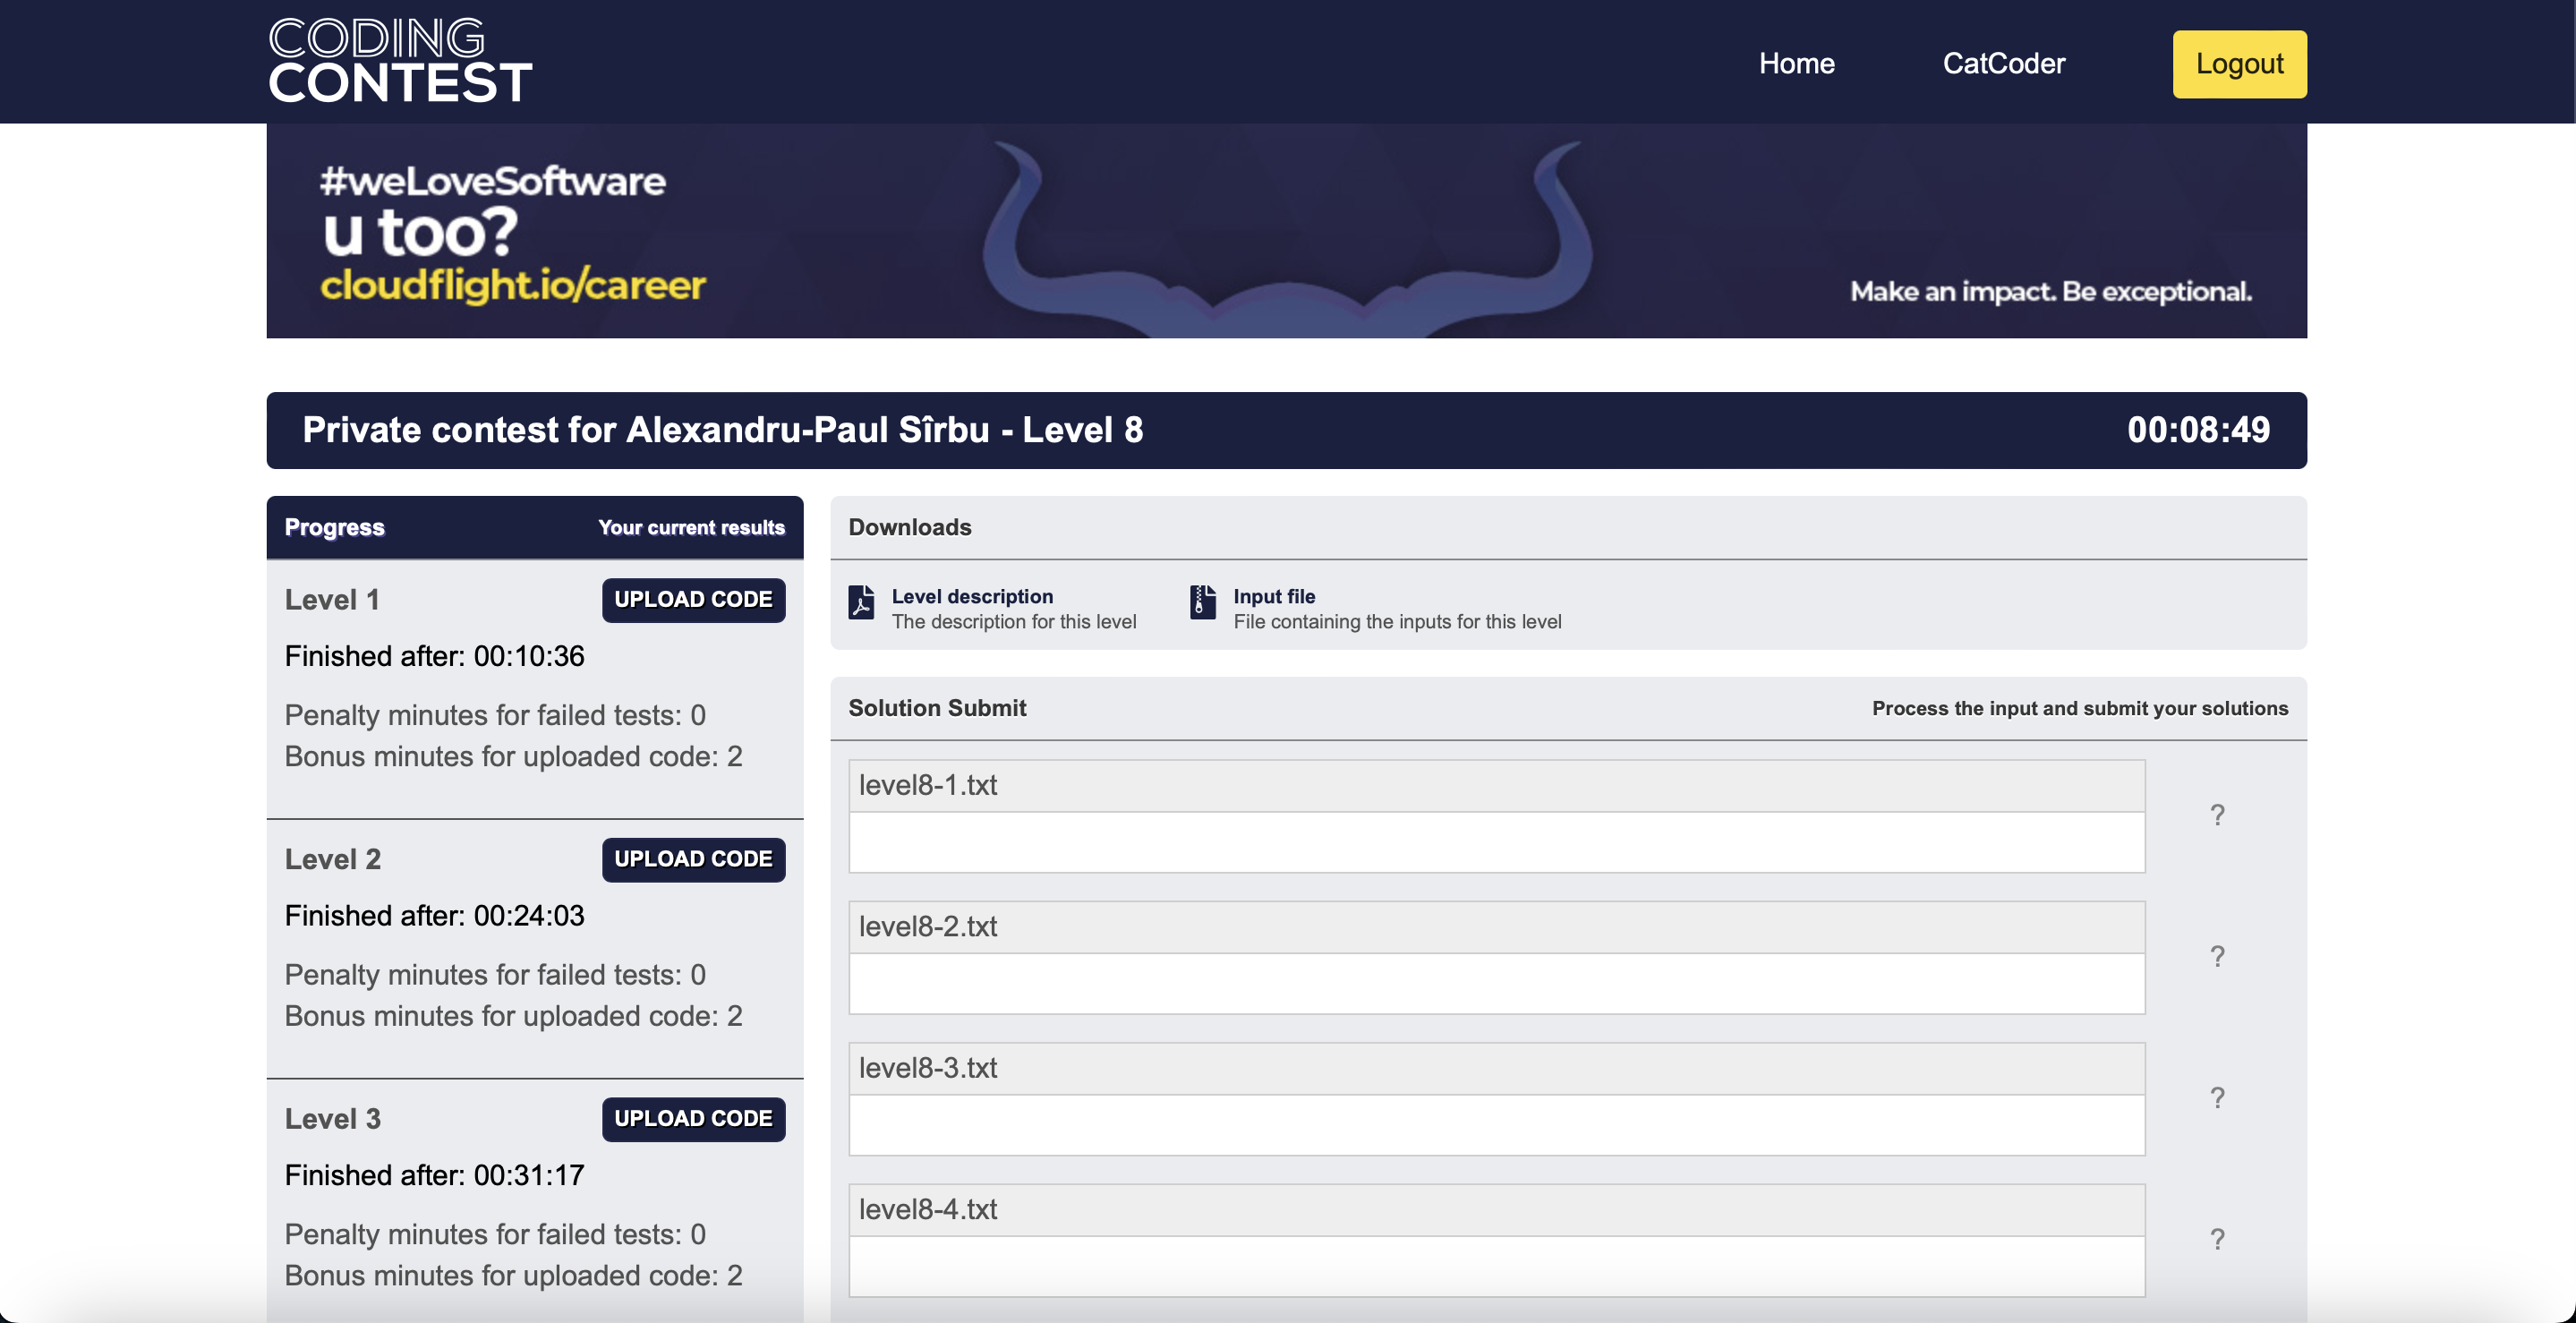 CODING
CONTEST
Home
CatCoder
Logout
#weLoveSoftware
u too?
cloudflight.io/career
Make an impact. Be exceptional.
Private contest for Alexandru-Paul Sîrbu - Level 8
00:08:49
Progress
Your current results
Level 1
UPLOAD CODE
Finished after: 00:10:36
Penalty minutes for failed tests: 0
Bonus minutes for uploaded code: 2
Level 2
UPLOAD CODE
Finished after: 00:24:03
Penalty minutes for failed tests: 0
Bonus minutes for uploaded code: 2
Level 3
UPLOAD CODE
Finished after: 00:31:17
Penalty minutes for failed tests: 0
Bonus minutes for uploaded code: 2
Downloads
Level description
The description for this level
Input file
File containing the inputs for this level
Solution Submit
Process the input and submit your solutions
level8-1.txt
?
level8-2.txt
?
level8-3.txt
?
level8-4.txt
?